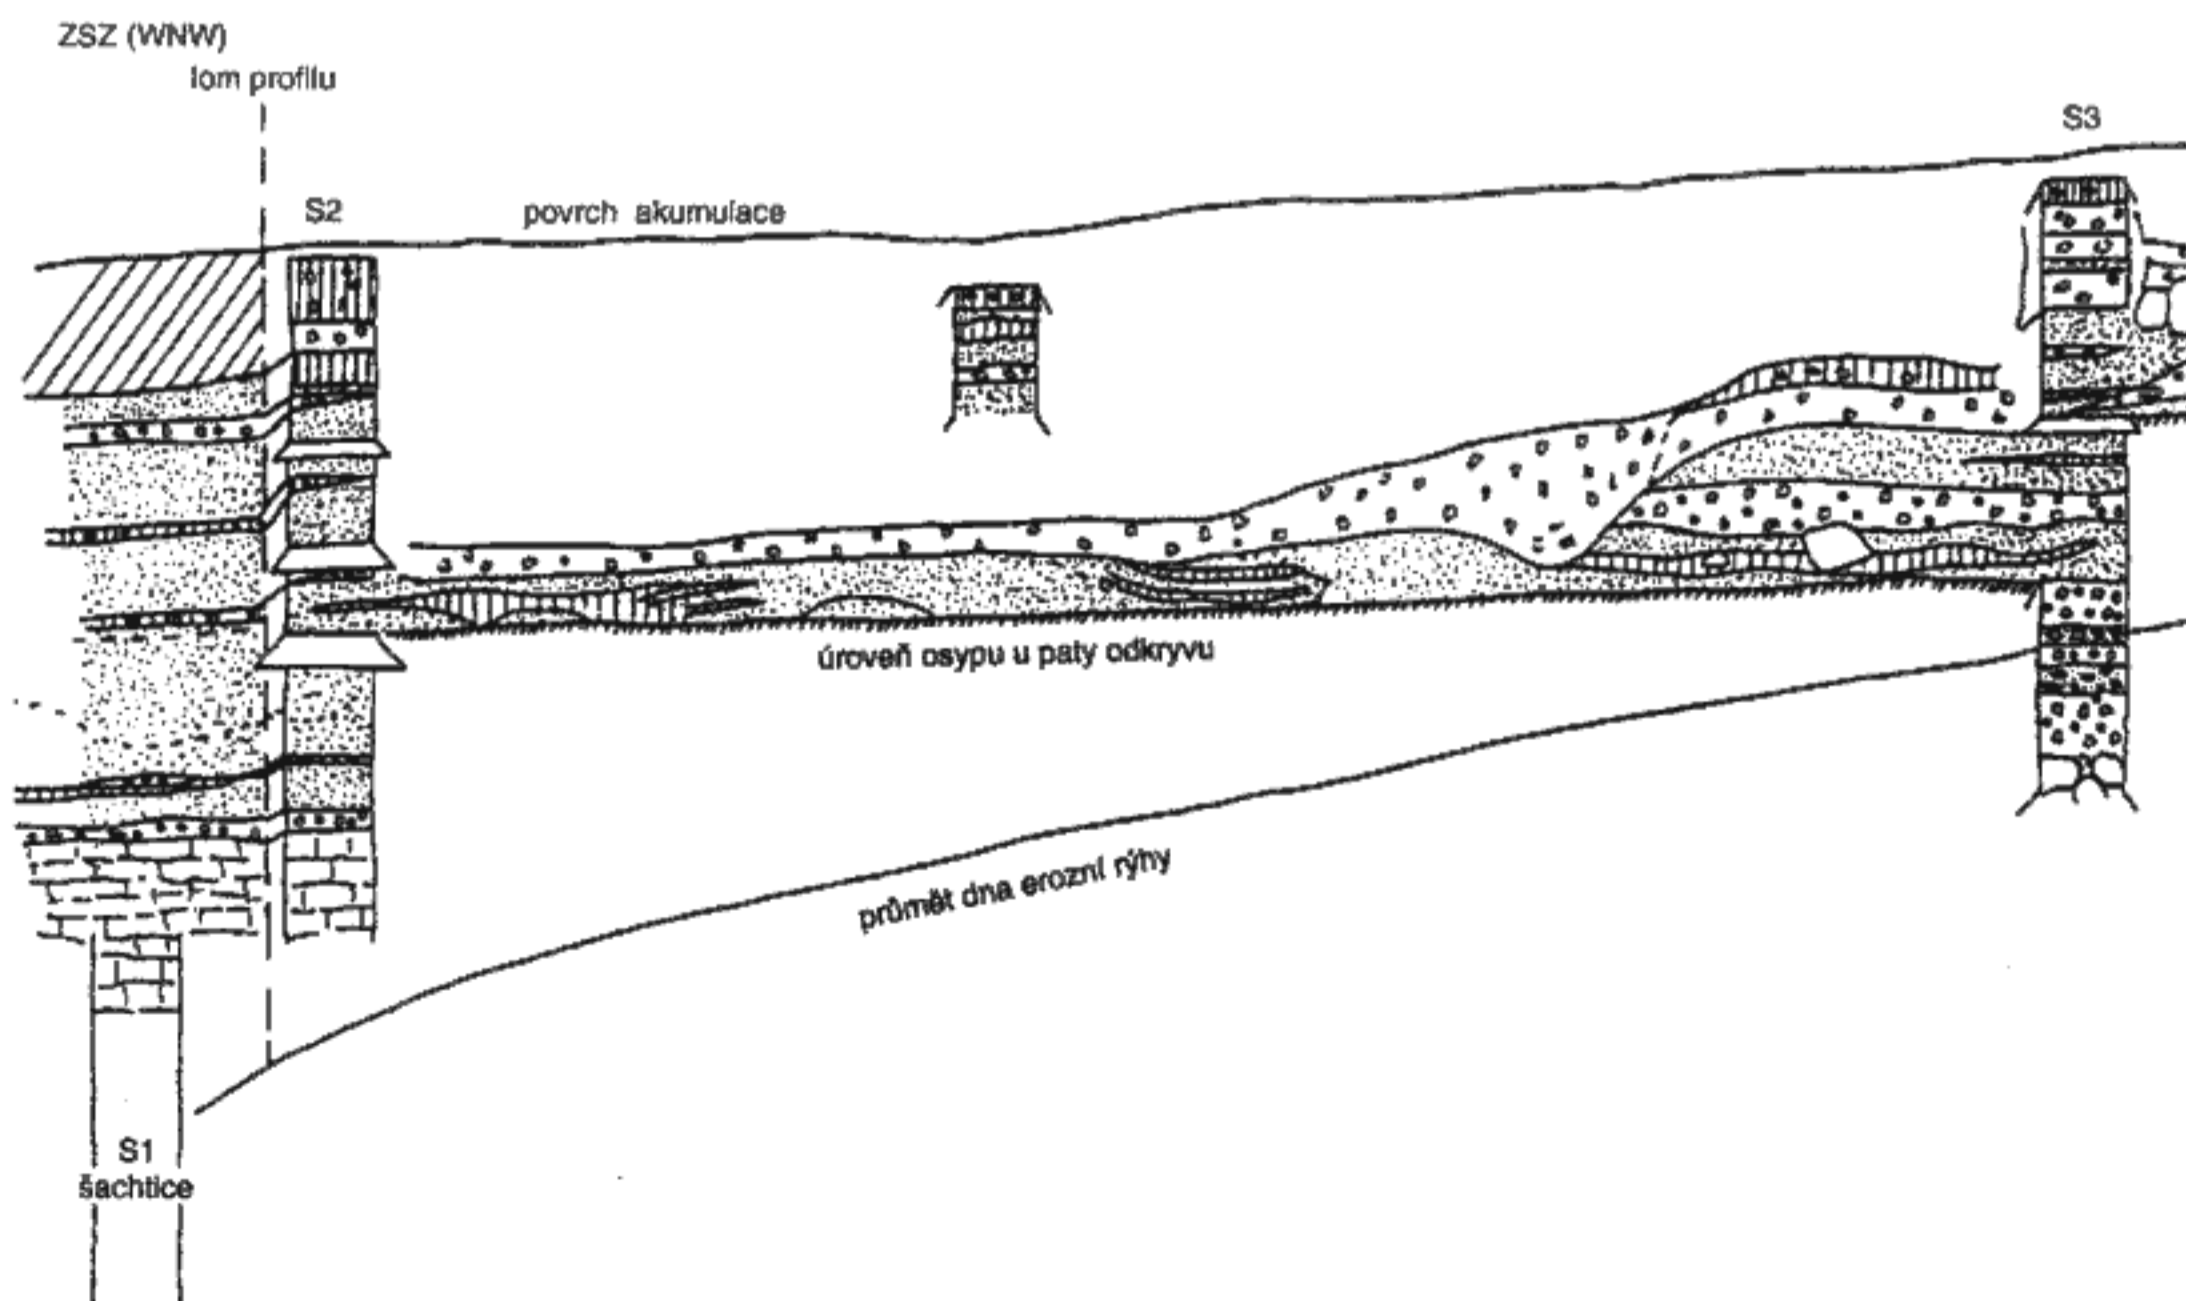 ZSZ (WNW)
lom profilu
S3
S2
povrch akumulace
úroveň osypu u paty odkryvu
průmět dna erozní rýhy
S1
šachtice